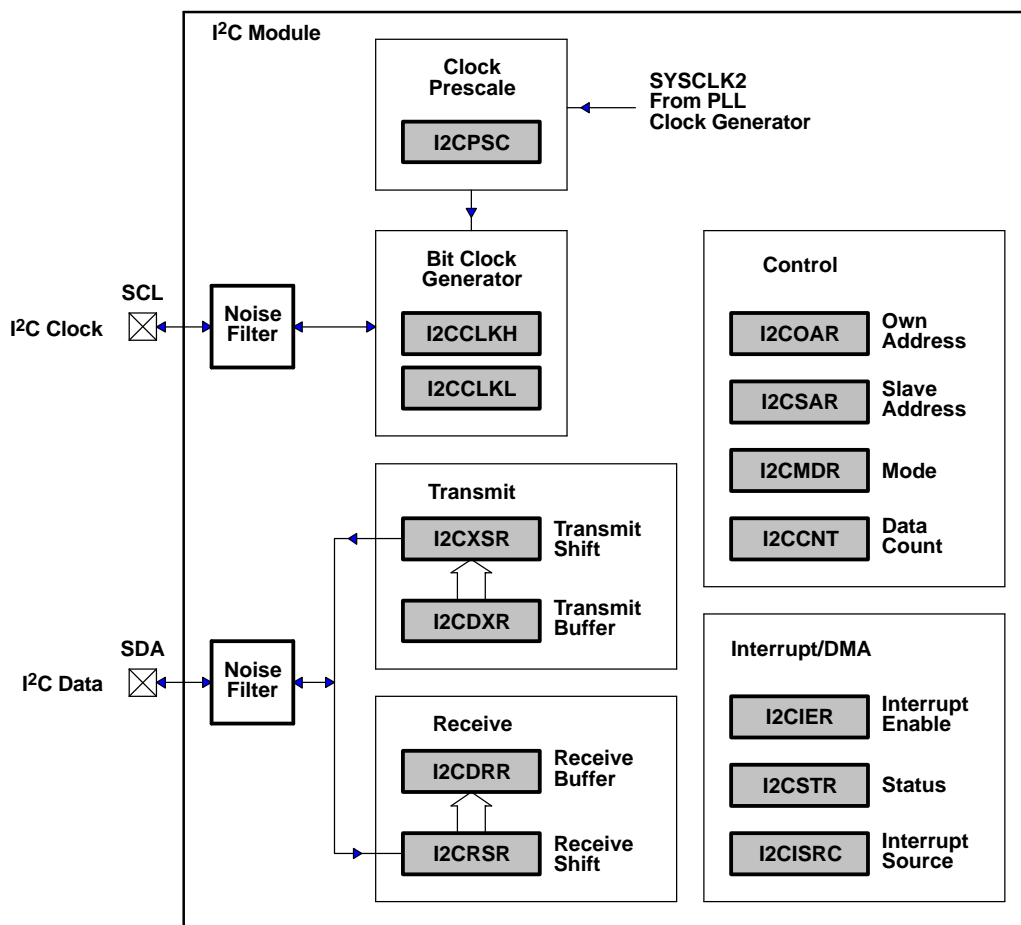 I²C Module
Clock
Prescale
I2CPSC
SYSCLK2
From PLL
Clock Generator
Bit Clock
Generator
I2CCLKH
I2CCLKL
SCL
I²C Clock
Noise
Filter
Control
I2COAR
Own
Address
I2CSAR
Slave
Address
I2CMDR
Mode
I2CCNT
Data
Count
Transmit
I2CXSR
Transmit
Shift
I2CDXR
Transmit
Buffer
SDA
I²C Data
Noise
Filter
Receive
I2CDRR
Receive
Buffer
I2CRSR
Receive
Shift
Interrupt/DMA
I2CIER
Interrupt
Enable
I2CSTR
Status
I2CISRC
Interrupt
Source